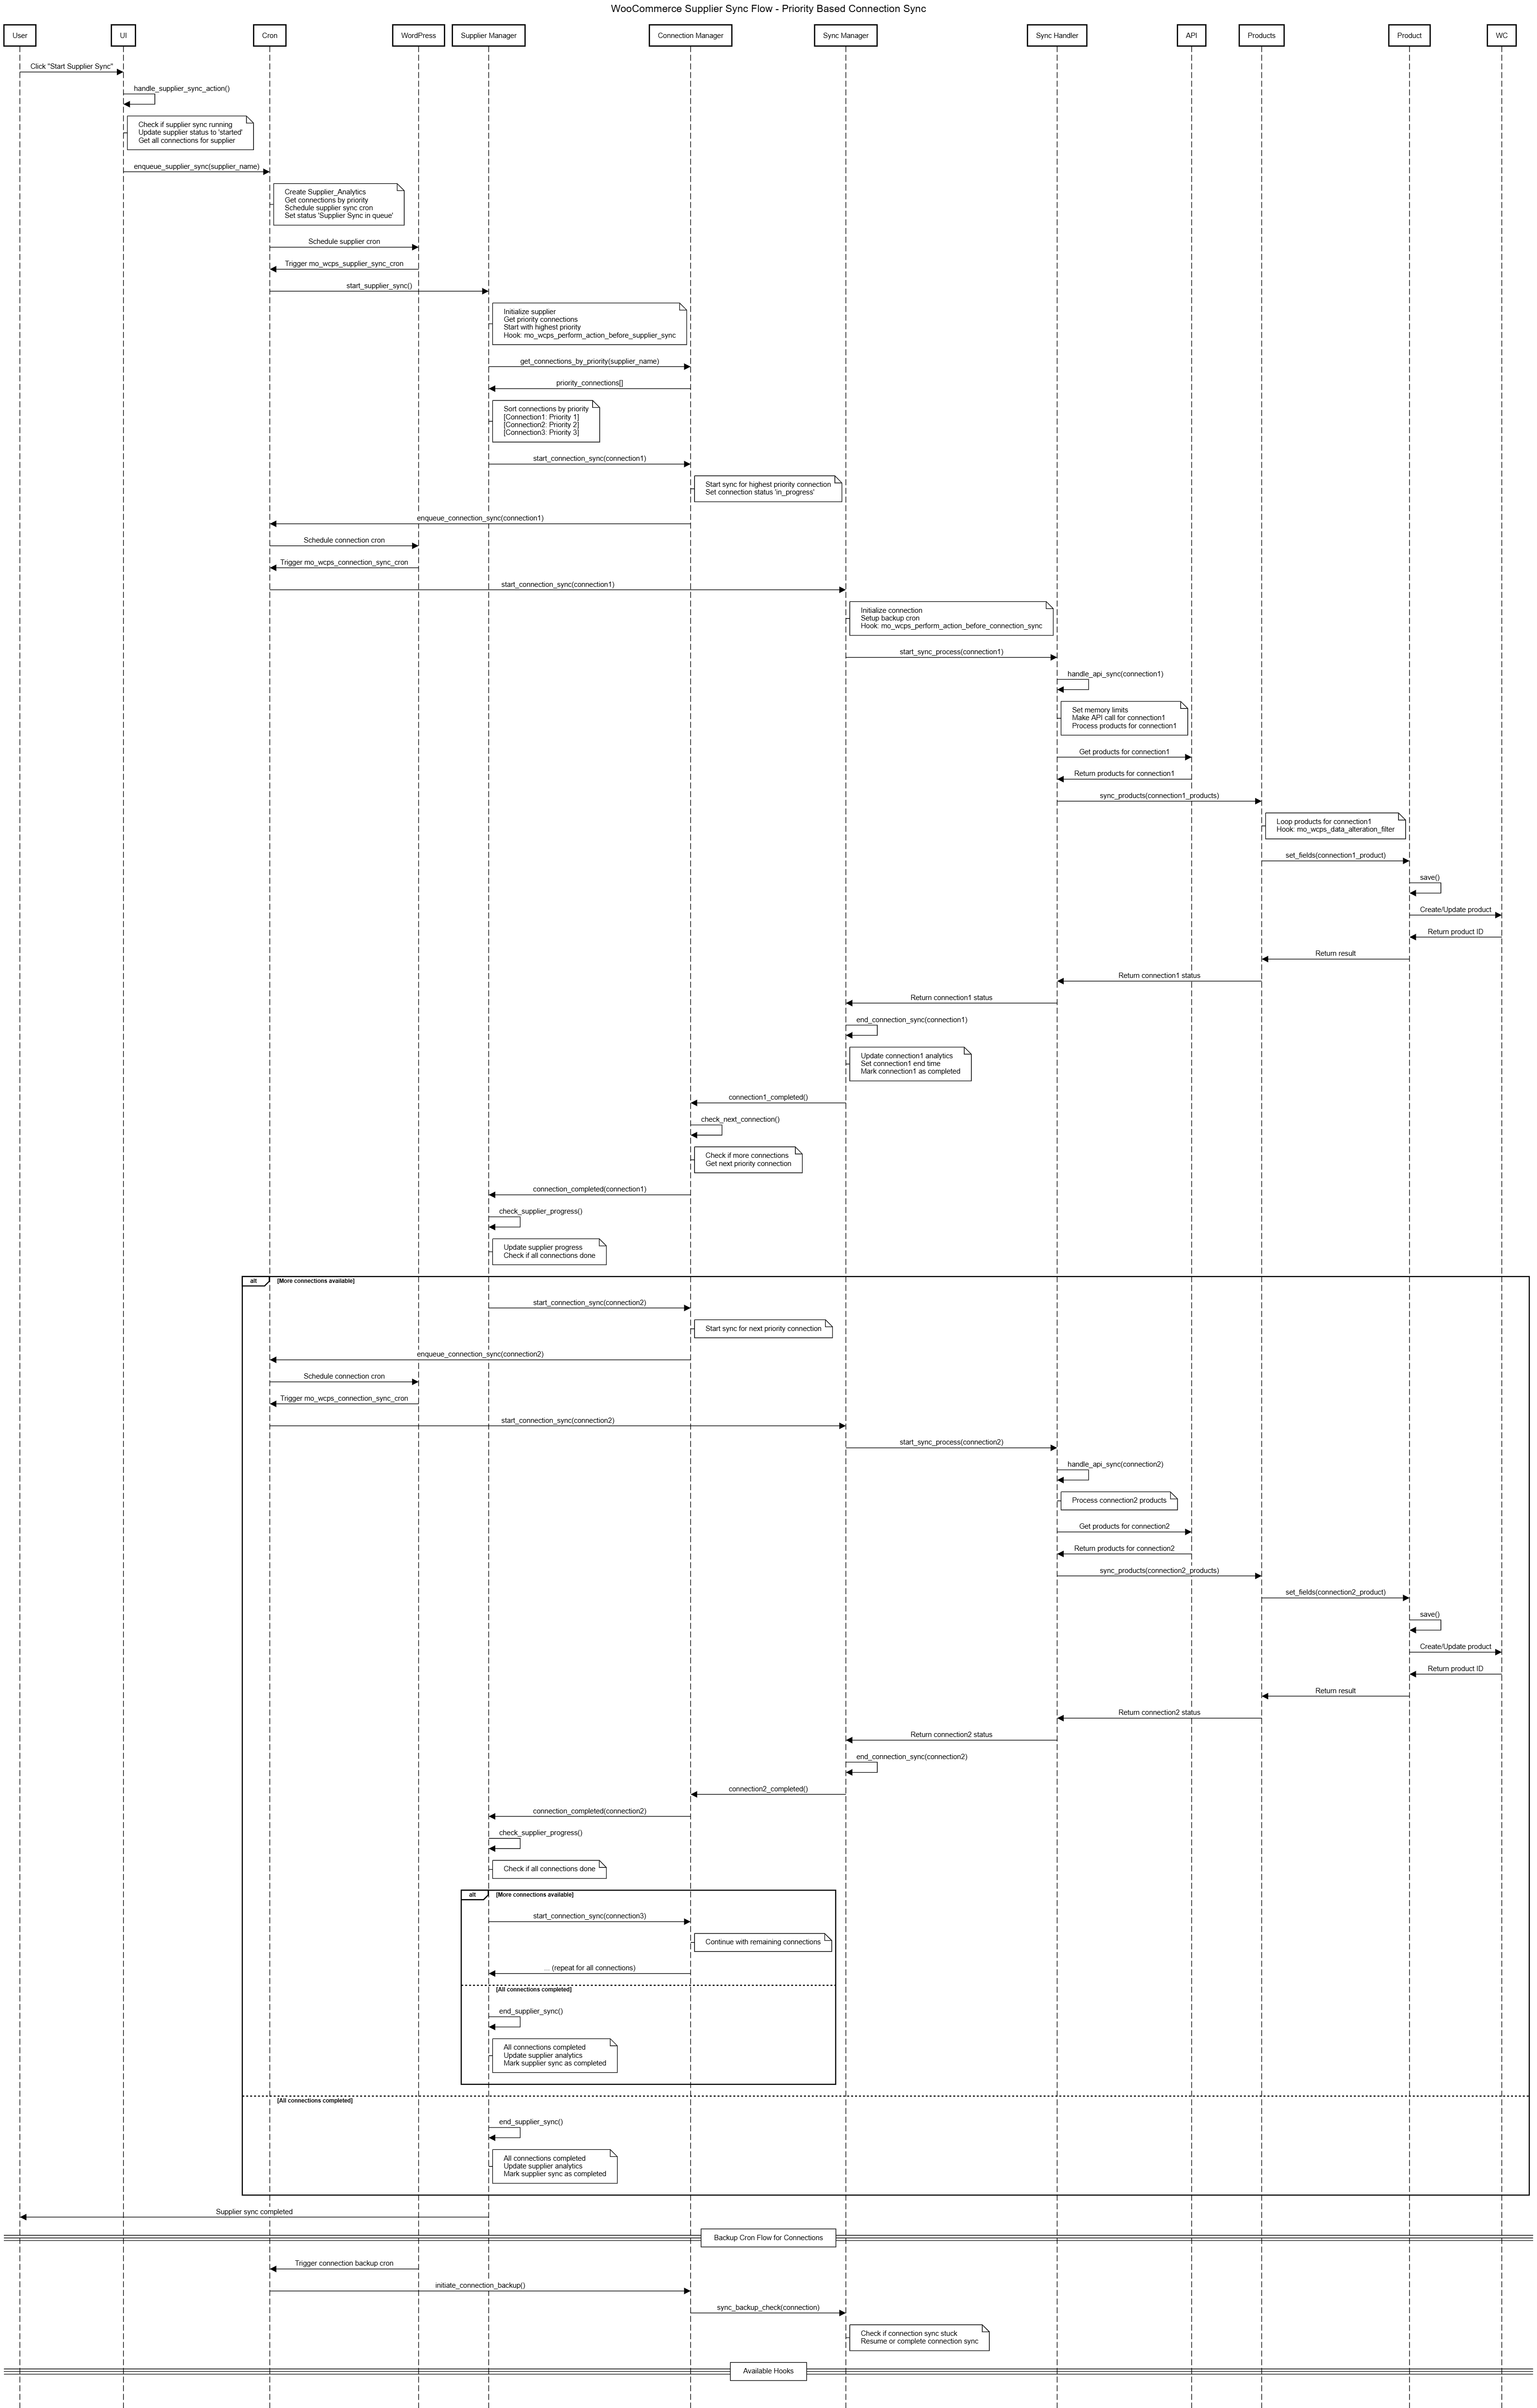 WooCommerce Supplier Sync Flow - Priority Based Connection Sync
User
UI
Cron
WordPress
Supplier Manager
Connection Manager
Sync Manager
Sync Handler
API
Products
Product
WC
Click "Start Supplier Sync"
handle_supplier_sync_action()
Check if supplier sync running
Update supplier status to 'started'
Get all connections for supplier
enqueue_supplier_sync(supplier_name)
Create Supplier_Analytics
Get connections by priority
Schedule supplier sync cron
Set status 'Supplier Sync in queue'
Schedule supplier cron
Trigger mo_wcps_supplier_sync_cron
start_supplier_sync()
Initialize supplier
Get priority connections
Start with highest priority
Hook: mo_wcps_perform_action_before_supplier_sync
get_connections_by_priority(supplier_name)
priority_connections[]
Sort connections by priority
[Connection1: Priority 1]
[Connection2: Priority 2]
[Connection3: Priority 3]
start_connection_sync(connection1)
Start sync for highest priority connection
Set connection status 'in_progress'
enqueue_connection_sync(connection1)
Schedule connection cron
Trigger mo_wcps_connection_sync_cron
start_connection_sync(connection1)
Initialize connection
Setup backup cron
Hook: mo_wcps_perform_action_before_connection_sync
start_sync_process(connection1)
handle_api_sync(connection1)
Set memory limits
Make API call for connection1
Process products for connection1
Get products for connection1
Return products for connection1
sync_products(connection1_products)
Loop products for connection1
Hook: mo_wcps_data_alteration_filter
set_fields(connection1_product)
save()
Create/Update product
Return product ID
Return result
Return connection1 status
Return connection1 status
end_connection_sync(connection1)
Update connection1 analytics
Set connection1 end time
Mark connection1 as completed
connection1_completed()
check_next_connection()
Check if more connections
Get next priority connection
connection_completed(connection1)
check_supplier_progress()
Update supplier progress
Check if all connections done
alt
[More connections available]
start_connection_sync(connection2)
Start sync for next priority connection
enqueue_connection_sync(connection2)
Schedule connection cron
Trigger mo_wcps_connection_sync_cron
start_connection_sync(connection2)
start_sync_process(connection2)
handle_api_sync(connection2)
Process connection2 products
Get products for connection2
Return products for connection2
sync_products(connection2_products)
set_fields(connection2_product)
save()
Create/Update product
Return product ID
Return result
Return connection2 status
Return connection2 status
end_connection_sync(connection2)
connection2_completed()
connection_completed(connection2)
check_supplier_progress()
Check if all connections done
alt
[More connections available]
start_connection_sync(connection3)
Continue with remaining connections
... (repeat for all connections)
[All connections completed]
end_supplier_sync()
All connections completed
Update supplier analytics
Mark supplier sync as completed
[All connections completed]
end_supplier_sync()
All connections completed
Update supplier analytics
Mark supplier sync as completed
Supplier sync completed
Backup Cron Flow for Connections
Trigger connection backup cron
initiate_connection_backup()
sync_backup_check(connection)
Check if connection sync stuck
Resume or complete connection sync
Available Hooks